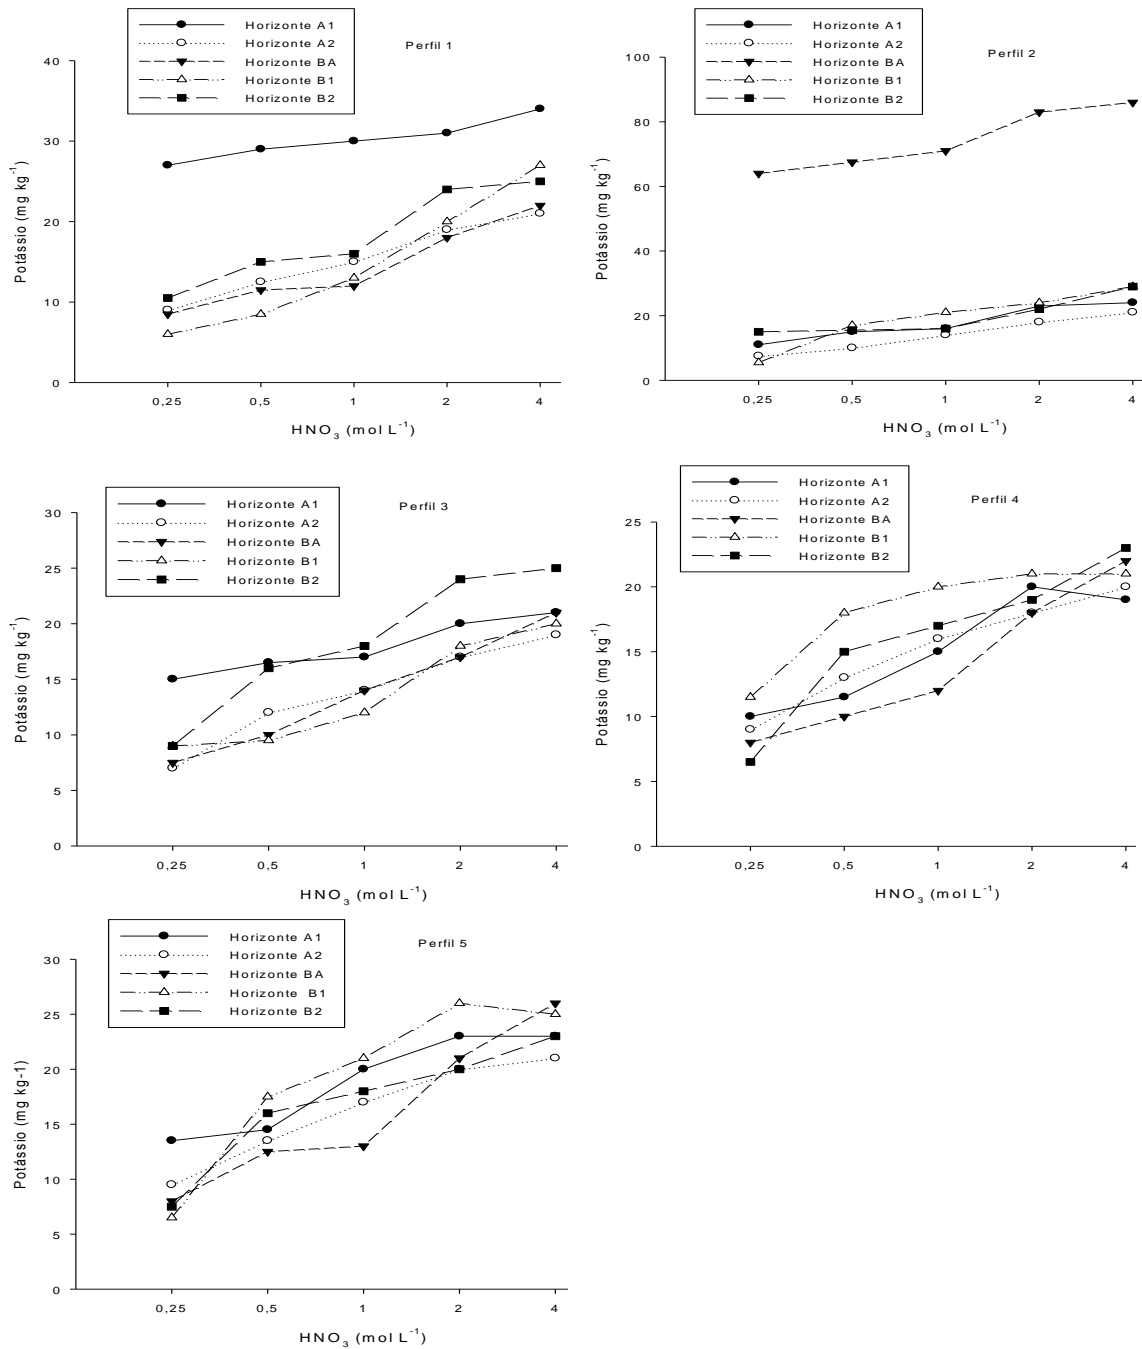 Horizonte A1
Horizonte A2
Horizonte BA
Horizonte B1
Horizonte B2
Perfil 1
40
30
20
10
0
Potássio (mg kg⁻¹)
0,25 0,5 1 2 4
HNO₃ (mol L⁻¹)
Horizonte A1
Horizonte A2
Horizonte BA
Horizonte B1
Horizonte B2
Perfil 2
100
80
60
40
20
0
Potássio (mg kg⁻¹)
0,25 0,5 1 2 4
HNO₃ (mol L⁻¹)
Horizonte A1
Horizonte A2
Horizonte BA
Horizonte B1
Horizonte B2
Perfil 3
30
25
20
15
10
5
0
Potássio (mg kg⁻¹)
0,25 0,5 1 2 4
HNO₃ (mol L⁻¹)
Horizonte A1
Horizonte A2
Horizonte BA
Horizonte B1
Horizonte B2
Perfil 4
25
20
15
10
5
0
Potássio (mg kg⁻¹)
0,25 0,5 1 2 4
HNO₃ (mol L⁻¹)
Horizonte A1
Horizonte A2
Horizonte BA
Horizonte B1
Horizonte B2
Perfil 5
30
25
20
15
10
5
0
Potássio (mg kg-1)
0,25 0,5 1 2 4
HNO₃ (mol L⁻¹)